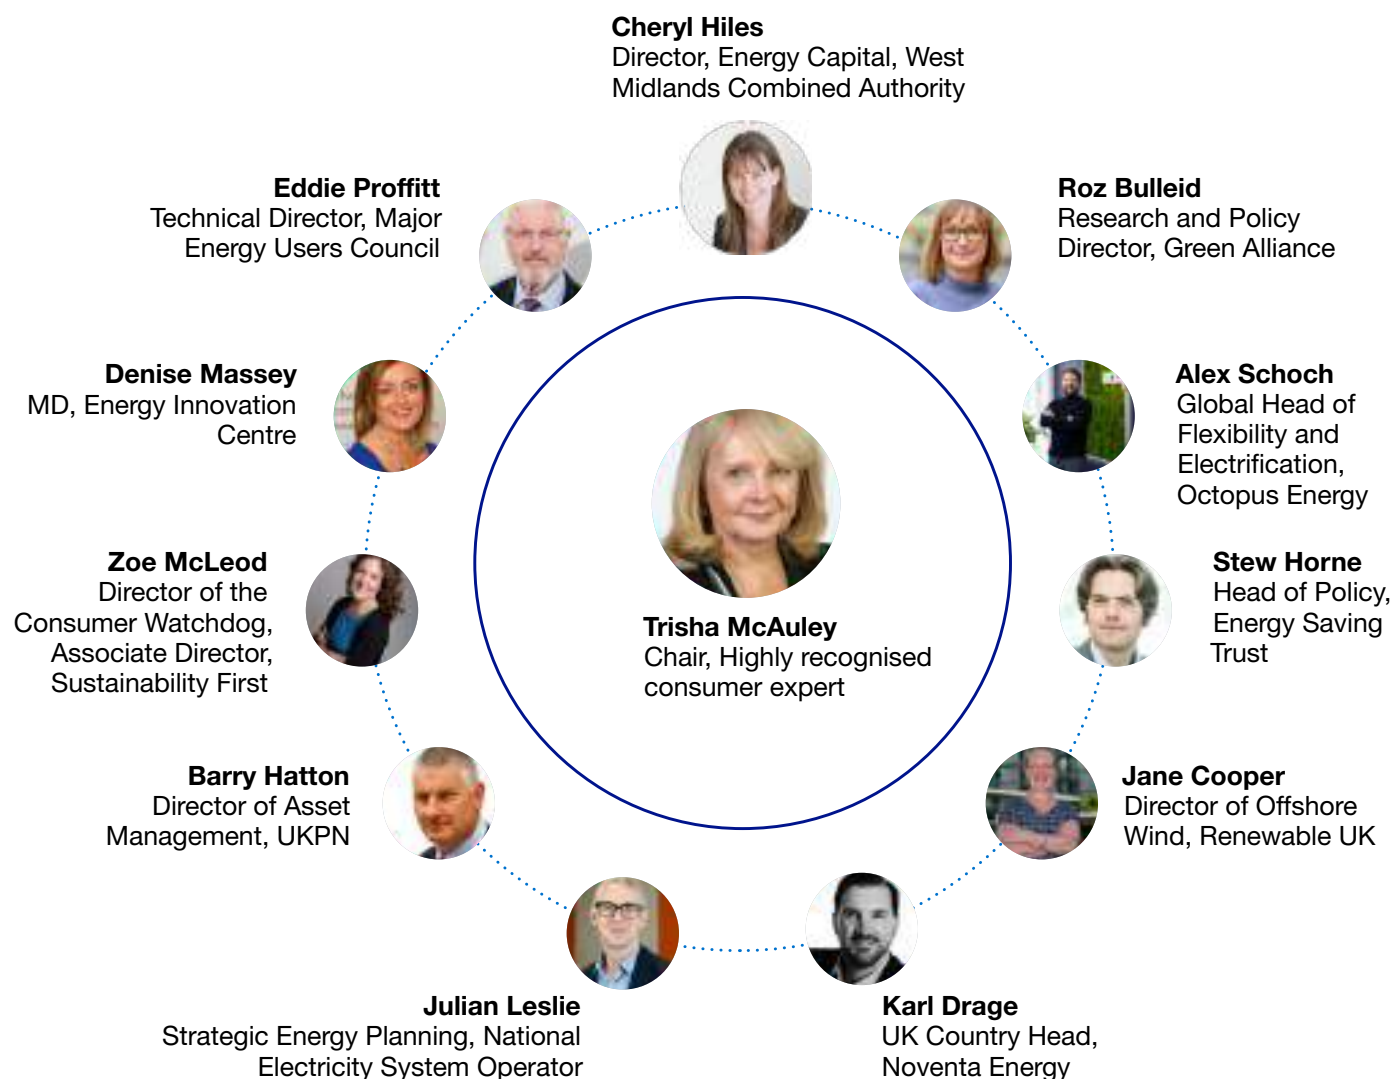 Cheryl Hiles
Director, Energy Capital, West
Midlands Combined Authority
Eddie Proffitt
Technical Director, Major
Energy Users Council
Roz Bulleid
Research and Policy
Director, Green Alliance
Denise Massey
MD, Energy Innovation
Centre
Alex Schoch
Global Head of
Flexibility and
Electrification,
Octopus Energy
Zoe McLeod
Director of the
Consumer Watchdog,
Associate Director,
Sustainability First
Stew Horne
Head of Policy,
Energy Saving
Trust
Trisha McAuley
Chair, Highly recognised
consumer expert
Barry Hatton
Director of Asset
Management, UKPN
Jane Cooper
Director of Offshore
Wind, Renewable UK
Julian Leslie
Strategic Energy Planning, National
Electricity System Operator
Karl Drage
UK Country Head,
Noventa Energy